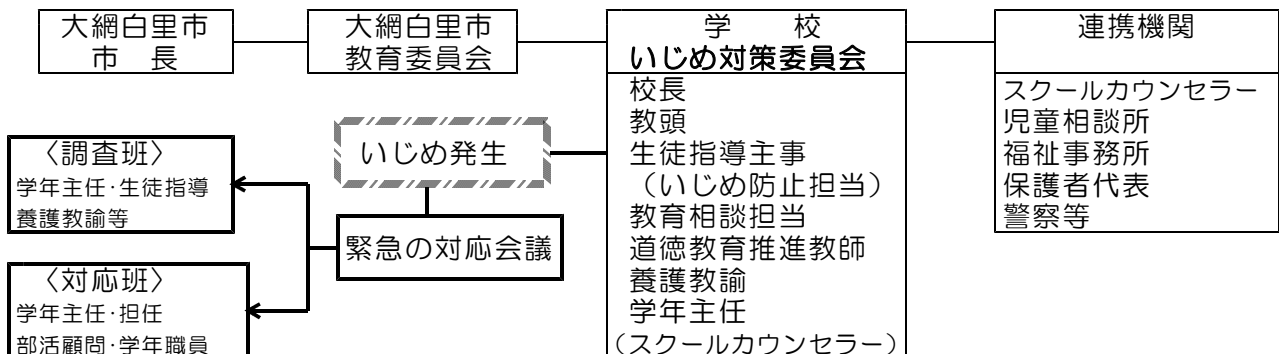 大網白里市
市　長
大網白里市
教育委員会
学　　校
いじめ対策委員会
校長
教頭
生徒指導主事
（いじめ防止担当）
教育相談担当
道徳教育推進教師
養護教諭
学年主任
（スクールカウンセラー）
連携機関
スクールカウンセラー
児童相談所
福祉事務所
保護者代表
警察等
いじめ発生
緊急の対応会議
〈調査班〉
学年主任・生徒指導
養護教諭等
〈対応班〉
学年主任・担任
部活顧問・学年職員